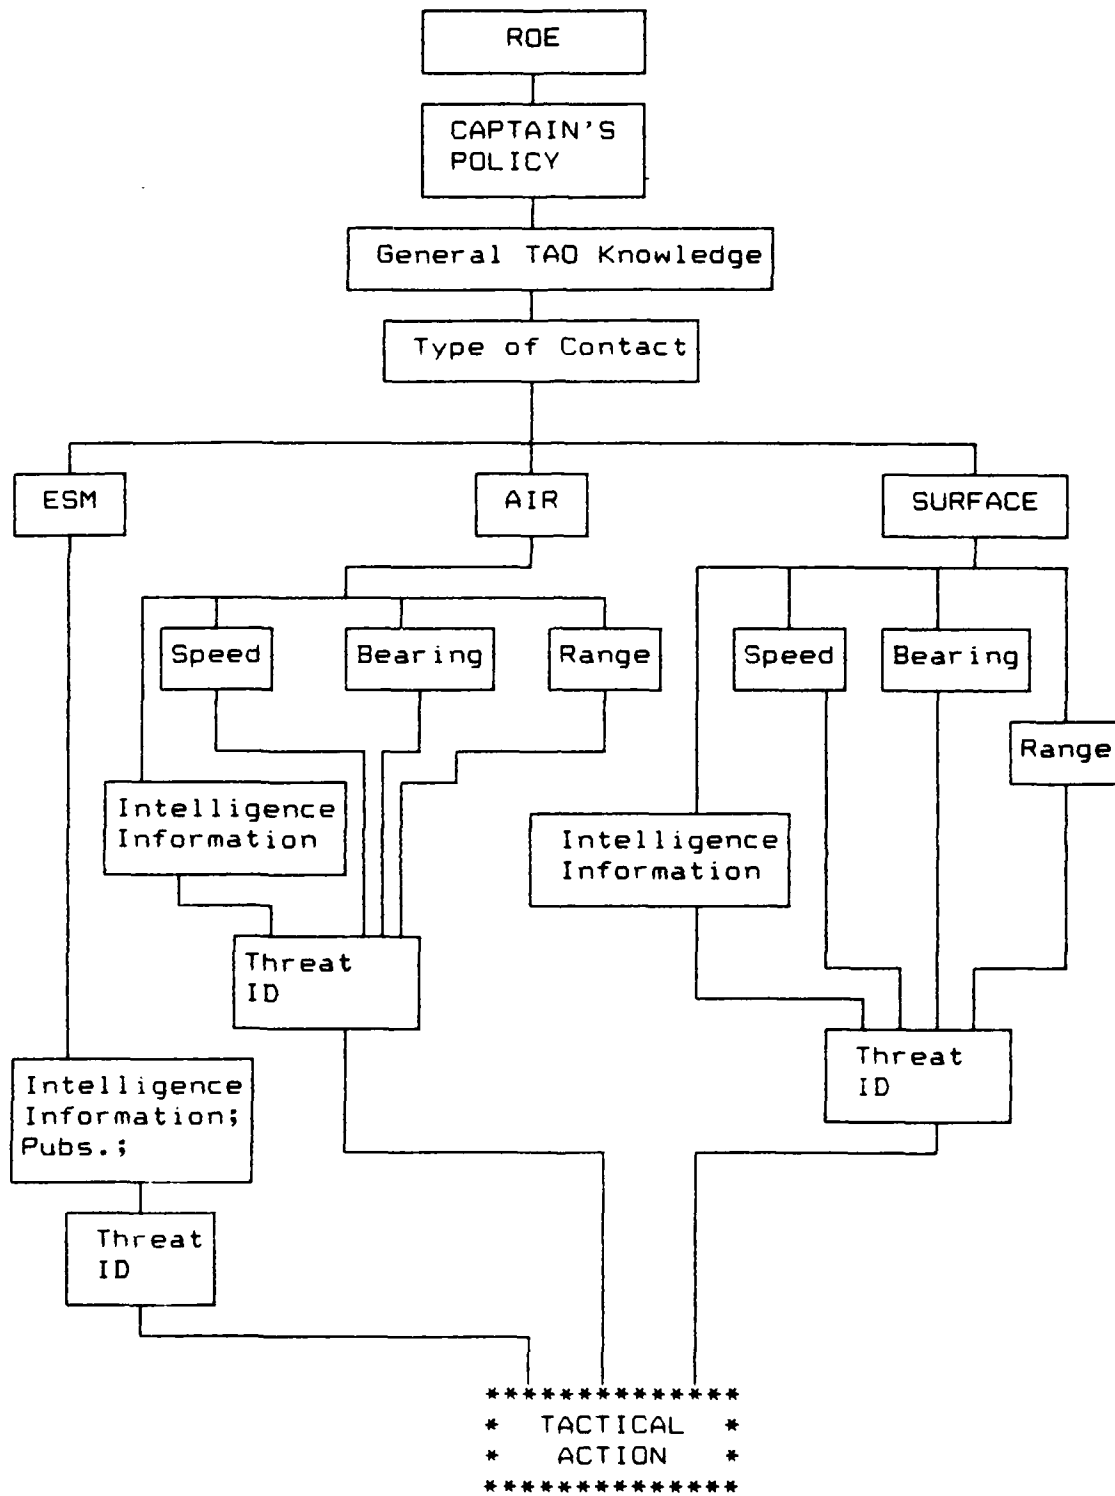 ROE
CAPTAIN'S
POLICY
General TAO Knowledge
Type of Contact
ESM
AIR
SURFACE
Speed
Bearing
Range
Speed
Bearing
Range
Intelligence
Information
Intelligence
Information
Threat
ID
Threat
ID
Intelligence
Information;
Pubs.;
Threat
ID
**************
* TACTICAL *
* ACTION *
**************